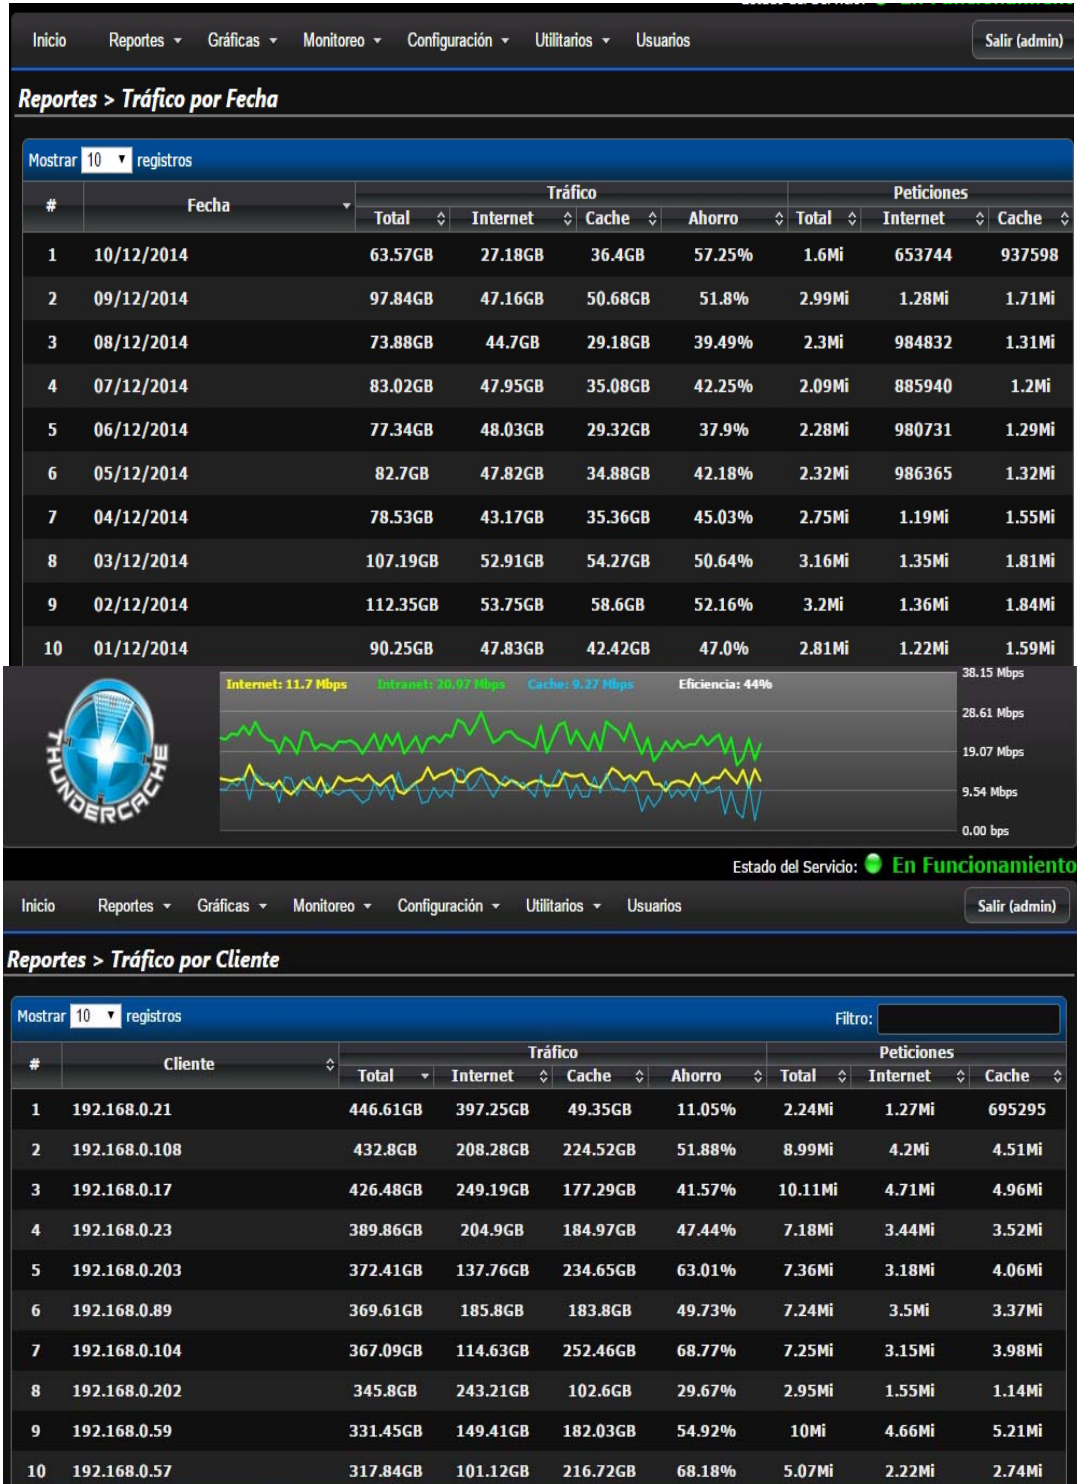 Inicio Reportes Gráficas Monitoreo Configuración Utilitarios Usuarios Salir (admin)
Reportes > Tráfico por Fecha
Mostrar 10 registros
# Fecha Tráfico Peticiones
Total Internet Cache Ahorro Total Internet Cache
1 10/12/2014 63.57GB 27.18GB 36.4GB 57.25% 1.6Mi 653744 937598
2 09/12/2014 97.84GB 47.16GB 50.68GB 51.8% 2.99Mi 1.28Mi 1.71Mi
3 08/12/2014 73.88GB 44.7GB 29.18GB 39.49% 2.3Mi 984832 1.31Mi
4 07/12/2014 83.02GB 47.95GB 35.08GB 42.25% 2.09Mi 885940 1.2Mi
5 06/12/2014 77.34GB 48.03GB 29.32GB 37.9% 2.28Mi 980731 1.29Mi
6 05/12/2014 82.7GB 47.82GB 34.88GB 42.18% 2.32Mi 986365 1.32Mi
7 04/12/2014 78.53GB 43.17GB 35.36GB 45.03% 2.75Mi 1.19Mi 1.55Mi
8 03/12/2014 107.19GB 52.91GB 54.27GB 50.64% 3.16Mi 1.35Mi 1.81Mi
9 02/12/2014 112.35GB 53.75GB 58.6GB 52.16% 3.2Mi 1.36Mi 1.84Mi
10 01/12/2014 90.25GB 47.83GB 42.42GB 47.0% 2.81Mi 1.22Mi 1.59Mi
THUNDERCACHE
Internet: 11.7 Mbps Intranet: 20.97 Mbps Cache: 9.27 Mbps Eficiencia: 44%
38.15 Mbps
28.61 Mbps
19.07 Mbps
9.54 Mbps
0.00 bps
Estado del Servicio: En Funcionamiento
Inicio Reportes Gráficas Monitoreo Configuración Utilitarios Usuarios Salir (admin)
Reportes > Tráfico por Cliente
Mostrar 10 registros Filtro:
# Cliente Tráfico Peticiones
Total Internet Cache Ahorro Total Internet Cache
1 192.168.0.21 446.61GB 397.25GB 49.35GB 11.05% 2.24Mi 1.27Mi 695295
2 192.168.0.108 432.8GB 208.28GB 224.52GB 51.88% 8.99Mi 4.2Mi 4.51Mi
3 192.168.0.17 426.48GB 249.19GB 177.29GB 41.57% 10.11Mi 4.71Mi 4.96Mi
4 192.168.0.23 389.86GB 204.9GB 184.97GB 47.44% 7.18Mi 3.44Mi 3.52Mi
5 192.168.0.203 372.41GB 137.76GB 234.65GB 63.01% 7.36Mi 3.18Mi 4.06Mi
6 192.168.0.89 369.61GB 185.8GB 183.8GB 49.73% 7.24Mi 3.5Mi 3.37Mi
7 192.168.0.104 367.09GB 114.63GB 252.46GB 68.77% 7.25Mi 3.15Mi 3.98Mi
8 192.168.0.202 345.8GB 243.21GB 102.6GB 29.67% 2.95Mi 1.55Mi 1.14Mi
9 192.168.0.59 331.45GB 149.41GB 182.03GB 54.92% 10Mi 4.66Mi 5.21Mi
10 192.168.0.57 317.84GB 101.12GB 216.72GB 68.18% 5.07Mi 2.22Mi 2.74Mi